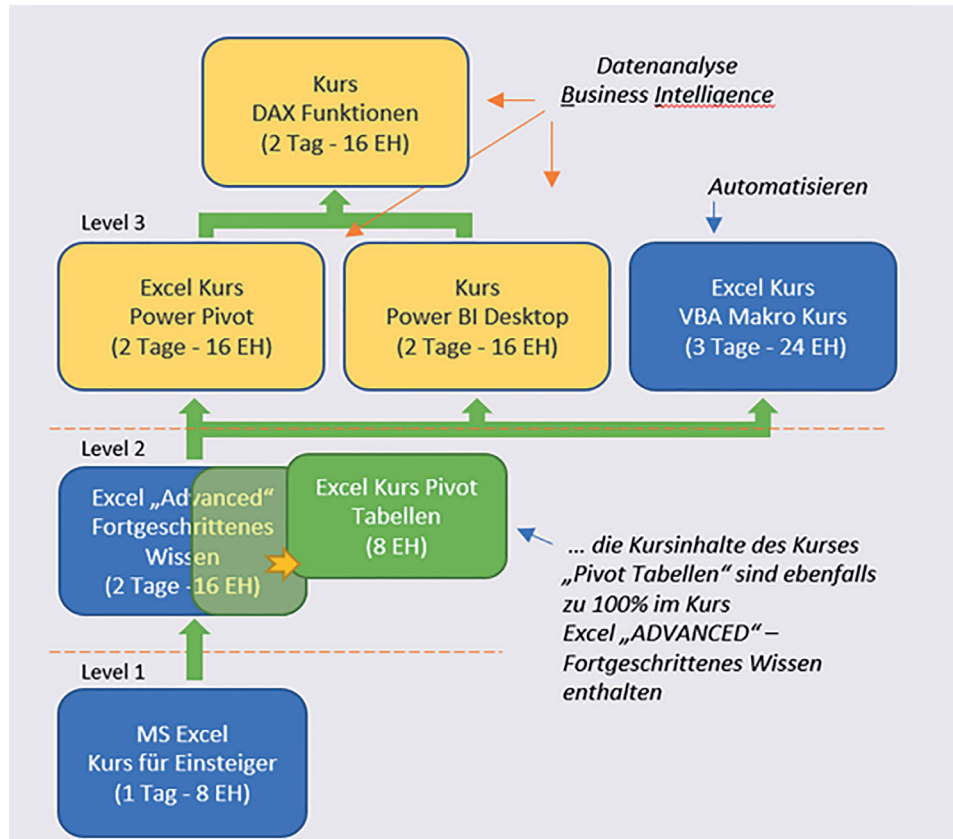 Kurs
DAX Funktionen
(2 Tag - 16 EH)
Datenanalyse
Business Intelligence
Automatisieren
Level 3
Excel Kurs
Power Pivot
(2 Tage - 16 EH)
Kurs
Power BI Desktop
(2 Tage - 16 EH)
Excel Kurs
VBA Makro Kurs
(3 Tage - 24 EH)
Level 2
Excel „Advanced“
Fortgeschrittenes
Wissen
(2 Tage -16 EH)
Excel Kurs Pivot
Tabellen
(8 EH)
... die Kursinhalte des Kurses
„Pivot Tabellen“ sind ebenfalls
zu 100% im Kurs
Excel „ADVANCED“ –
Fortgeschrittenes Wissen
enthalten
Level 1
MS Excel
Kurs für Einsteiger
(1 Tag - 8 EH)